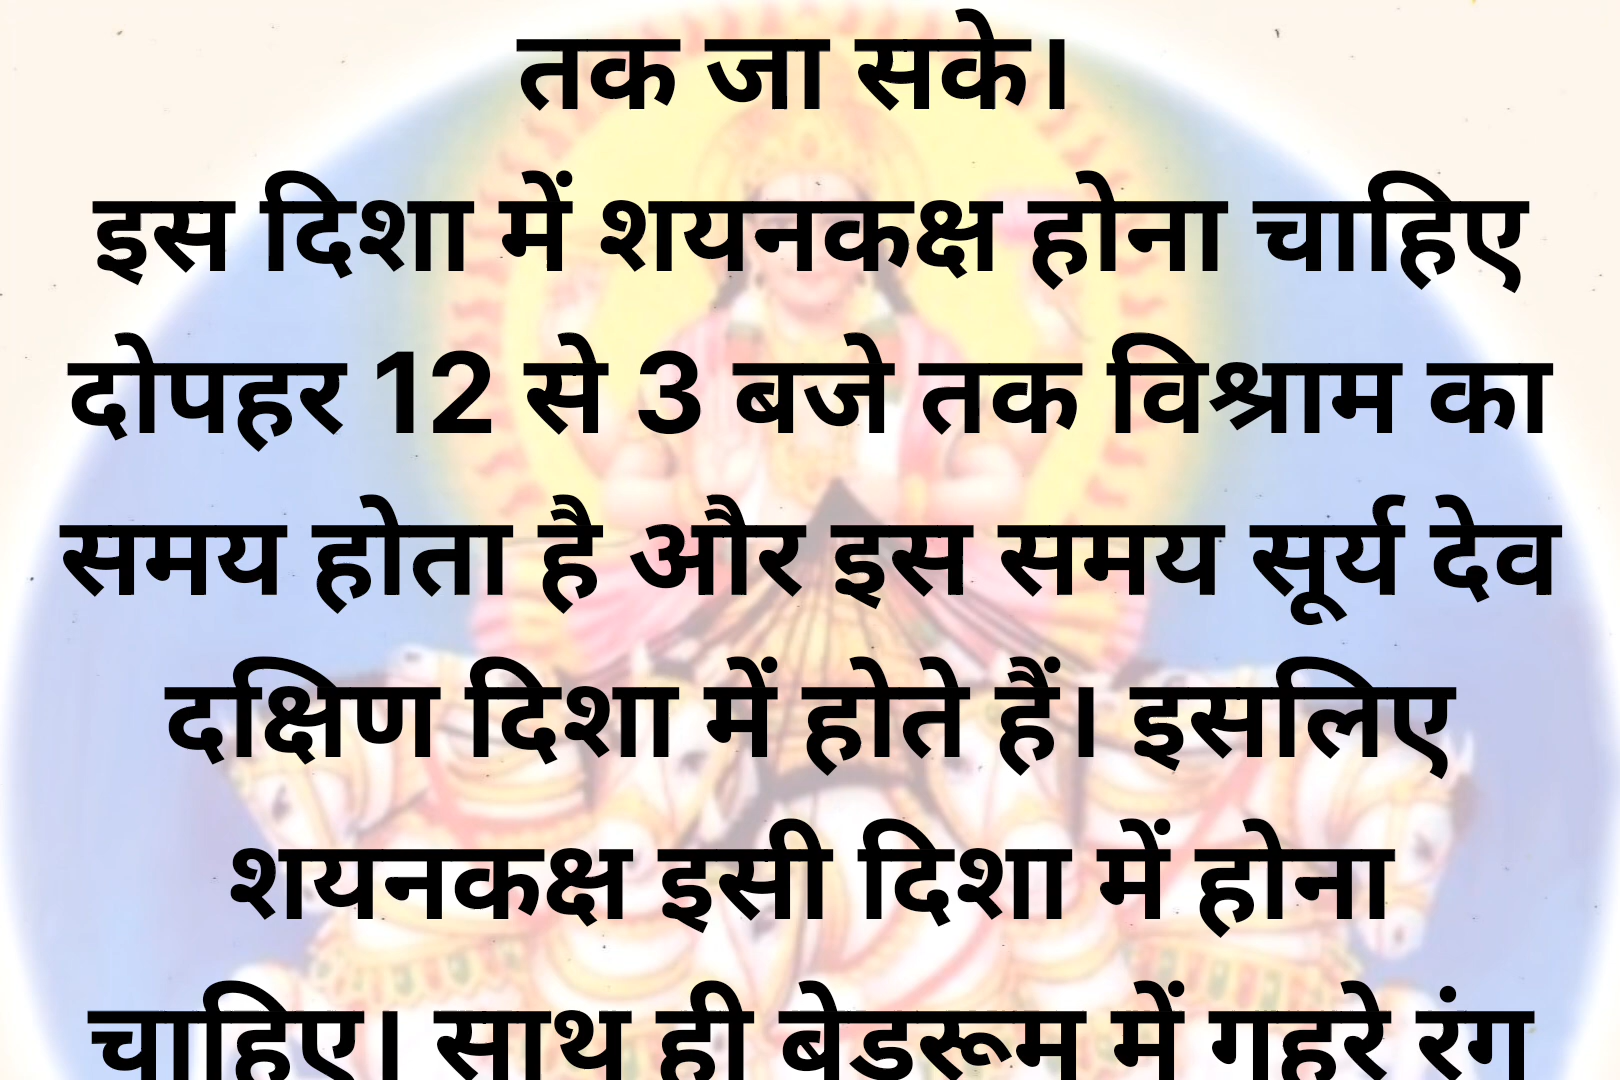 तक जा सके।
इस दिशा में शयनकक्ष होना चाहिए
दोपहर 12 से 3 बजे तक विश्राम का
समय होता है और इस समय सूर्य देव
दक्षिण दिशा में होते हैं। इसलिए
शयनकक्ष इसी दिशा में होना
चाहिए। साथ ही बेडरूम में गहरे रंग